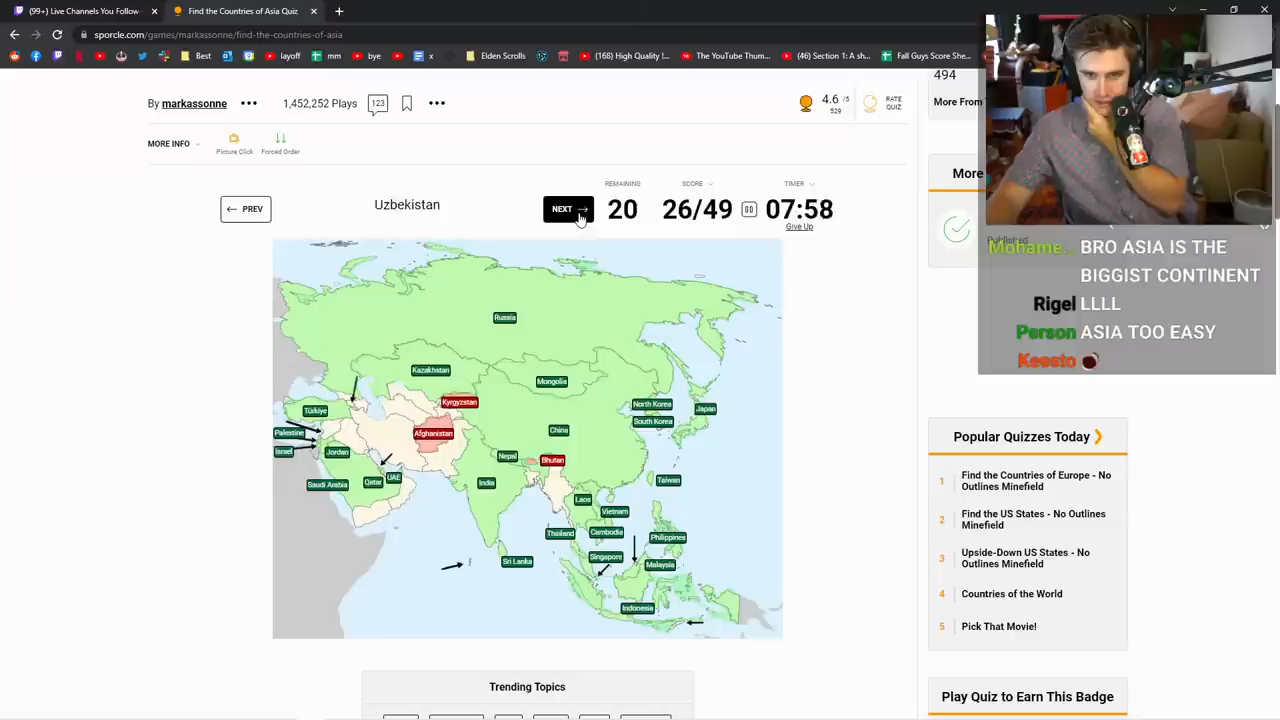 (99+) Live Channels You Follow
Find the Countries of Asia Quiz
sporcle.com/games/markassonne/find-the-countries-of-asia
Best
layoff
bye
x
Elden Scrolls
(168) High Quality I...
The YouTube Thum...
(46) Section 1: A sh...
Fall Guys Score She...
By markassonne
1,452,252 Plays
123
4.6 /5
529
RATE
QUIZ
MORE INFO
Picture Click
Forced Order
PREV
Uzbekistan
NEXT
REMAINING
20
SCORE
26/49
TIMER
07:58
Give Up
Russia
Kazakhstan
Mongolia
Kyrgyzstan
North Korea
Japan
Türkiye
South Korea
Palestine
Afghanistan
China
Israel
Jordan
Nepal
Bhutan
Saudi Arabia
Qatar
UAE
India
Taiwan
Laos
Vietnam
Thailand
Cambodia
Philippines
Sri Lanka
Singapore
Malaysia
Indonesia
Trending Topics
494
More From
More
Published
Mohame...
BRO ASIA IS THE
BIGGIST CONTINENT
Rigel LLLL
Person ASIA TOO EASY
Keesto
Popular Quizzes Today
1 Find the Countries of Europe - No
Outlines Minefield
2 Find the US States - No Outlines
Minefield
3 Upside-Down US States - No
Outlines Minefield
4 Countries of the World
5 Pick That Movie!
Play Quiz to Earn This Badge